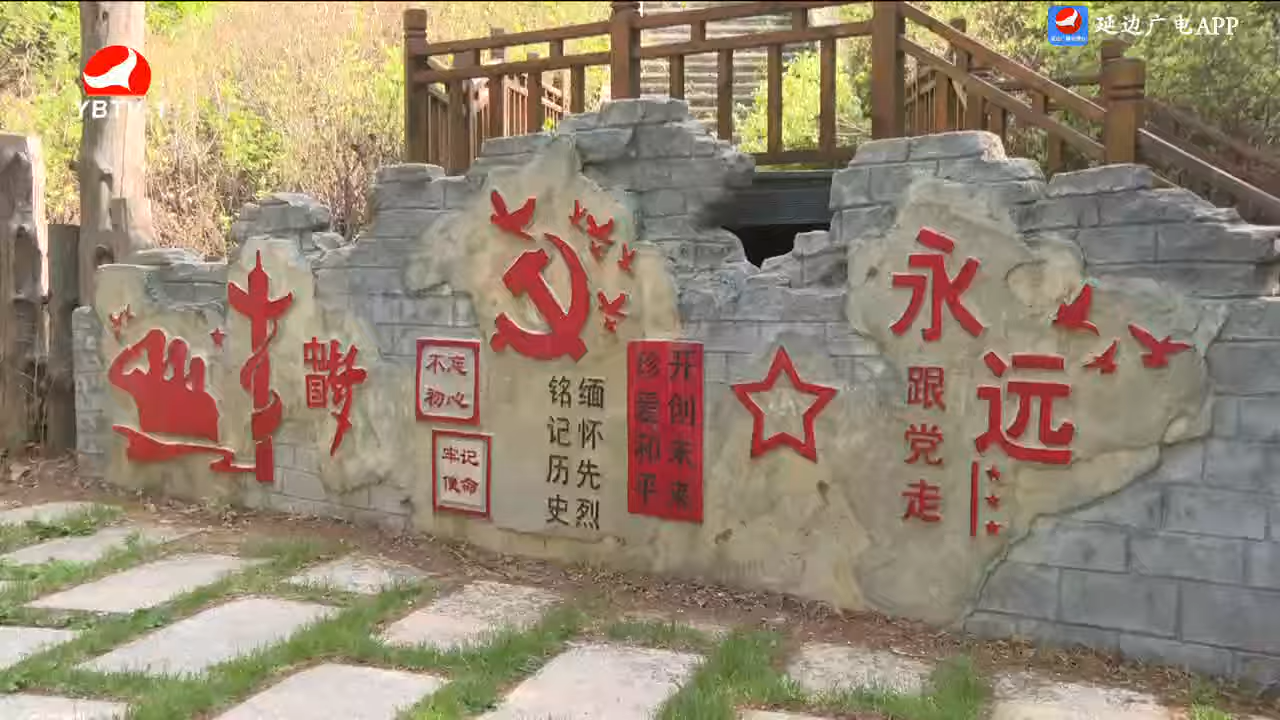 YBTV-1
延边广电APP
中国梦
不忘
初心
牢记
使命
缅怀先烈
铭记历史
开创未来
珍爱和平
永远
跟党走